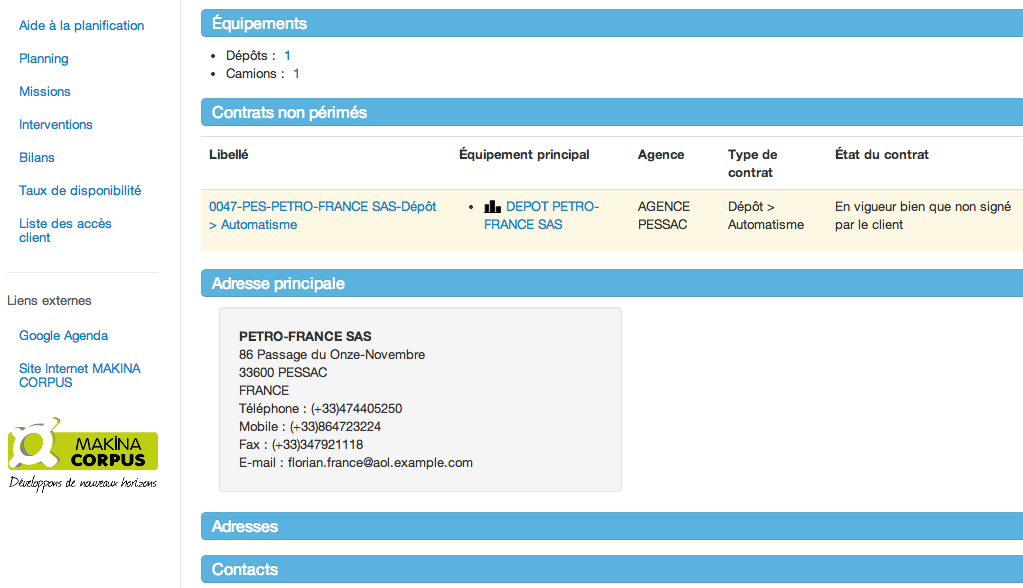 Aide à la planification
Planning
Missions
Interventions
Bilans
Taux de disponibilité
Liste des accès
client
Liens externes
Google Agenda
Site Internet MAKINA
CORPUS
MAKINA
CORPUS
Développons de nouveaux horizons
Équipements
• Dépôts : 1
• Camions : 1
Contrats non périmés
Libellé Équipement principal Agence Type de État du contrat
contrat
0047-PES-PETRO-FRANCE SAS-Dépôt • DEPOT PETRO- AGENCE Dépôt > En vigueur bien que non signé
> Automatisme FRANCE SAS PESSAC Automatisme par le client
Adresse principale
PETRO-FRANCE SAS
86 Passage du Onze-Novembre
33600 PESSAC
FRANCE
Téléphone : (+33)474405250
Mobile : (+33)864723224
Fax : (+33)347921118
E-mail : florian.france@aol.example.com
Adresses
Contacts